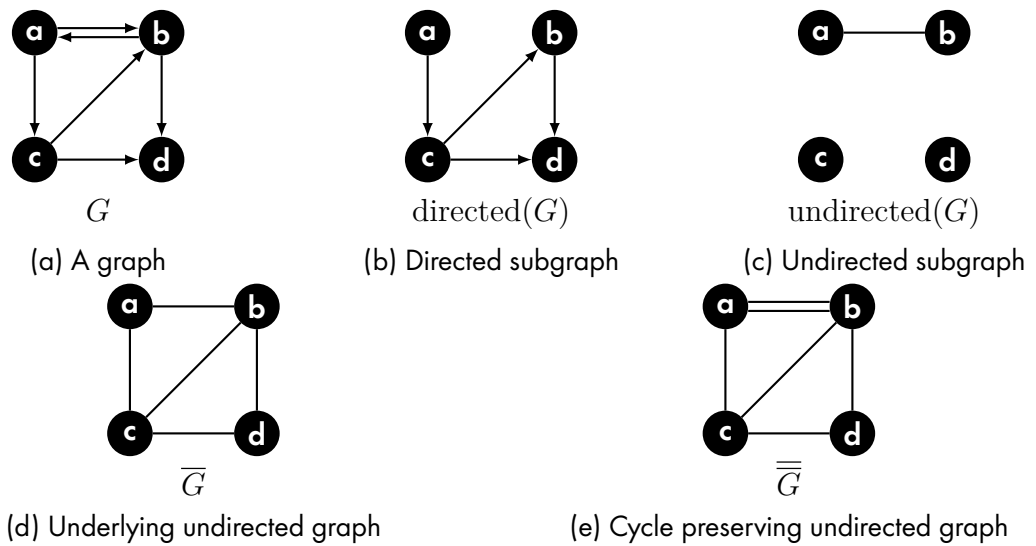 a b a b a b
c d c d c d
G directed(G) undirected(G)
(a) A graph (b) Directed subgraph (c) Undirected subgraph
a b a b
c d c d
G̅ G̿
(d) Underlying undirected graph (e) Cycle preserving undirected graph